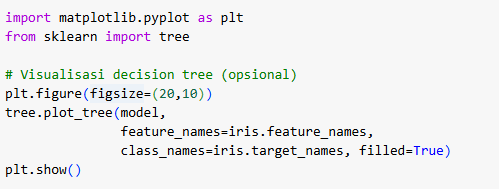 import matplotlib.pyplot as plt
from sklearn import tree

# Visualisasi decision tree (opsional)
plt.figure(figsize=(20,10))
tree.plot_tree(model,
               feature_names=iris.feature_names,
               class_names=iris.target_names, filled=True)
plt.show()